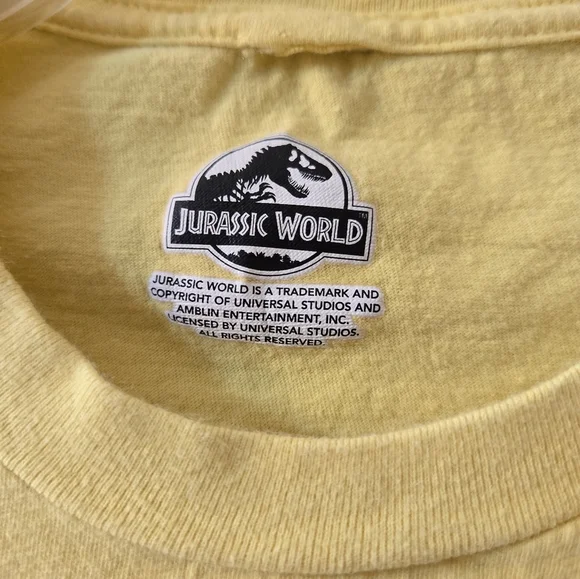 JURASSIC WORLD™
JURASSIC WORLD IS A TRADEMARK AND
COPYRIGHT OF UNIVERSAL STUDIOS AND
AMBLIN ENTERTAINMENT, INC.
LICENSED BY UNIVERSAL STUDIOS.
ALL RIGHTS RESERVED.